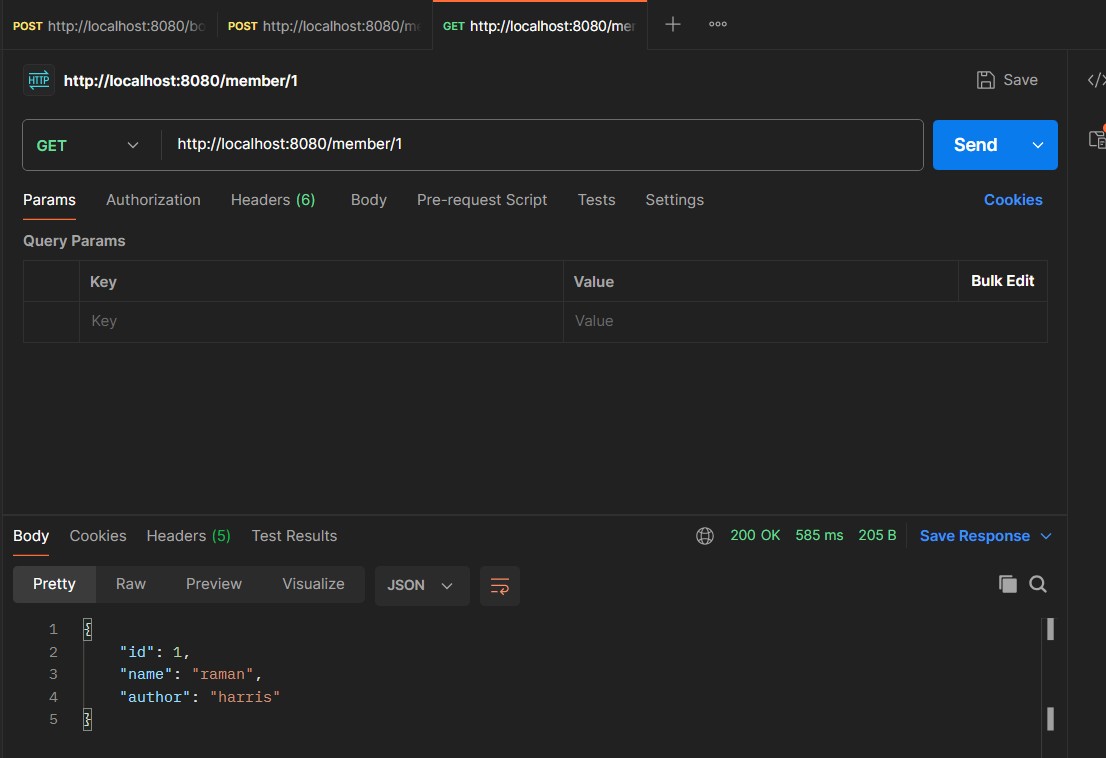 POST http://localhost:8080/bo POST http://localhost:8080/me GET http://localhost:8080/mer
HTTP http://localhost:8080/member/1 Save
GET http://localhost:8080/member/1 Send
Params Authorization Headers (6) Body Pre-request Script Tests Settings Cookies
Query Params
Key Value Bulk Edit
Key Value
Body Cookies Headers (5) Test Results 200 OK 585 ms 205 B Save Response
Pretty Raw Preview Visualize JSON
1 {
2 "id": 1,
3 "name": "raman",
4 "author": "harris"
5 }